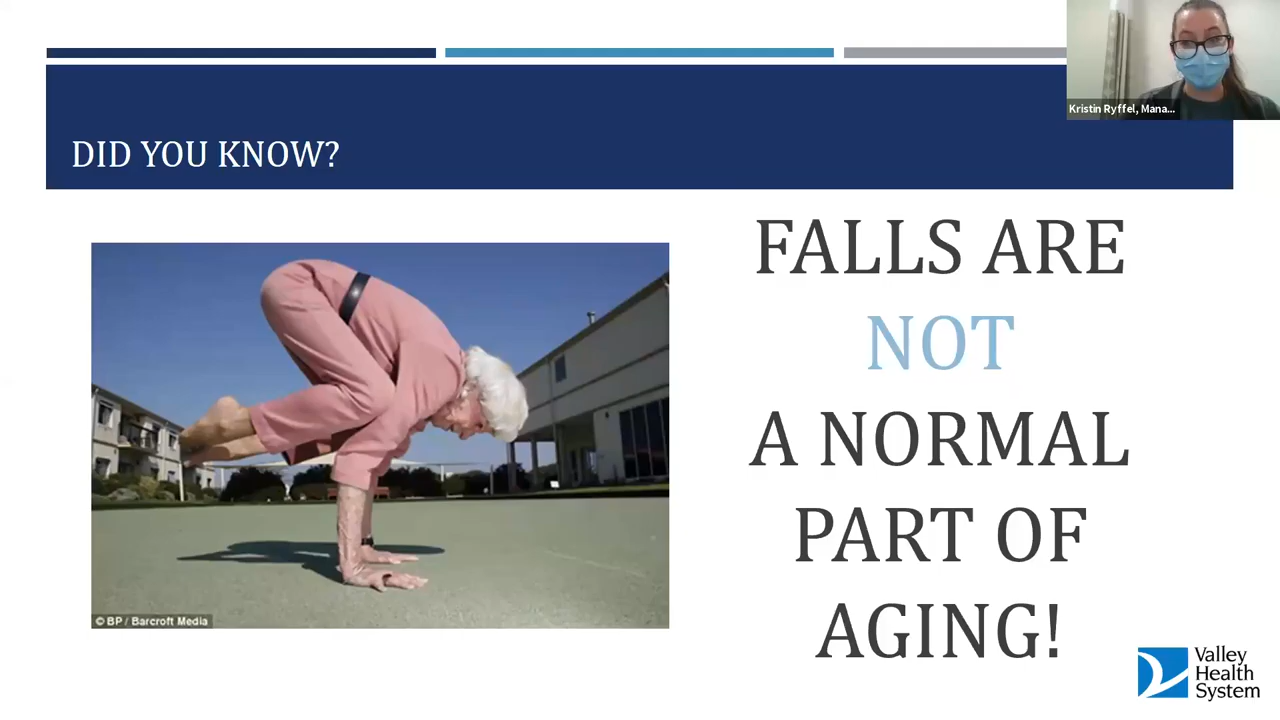 Kristin Ryffel, Mana...
DID YOU KNOW?
FALLS ARE
NOT
A NORMAL
PART OF
AGING!
© BP / Barcroft Media
Valley
Health
System